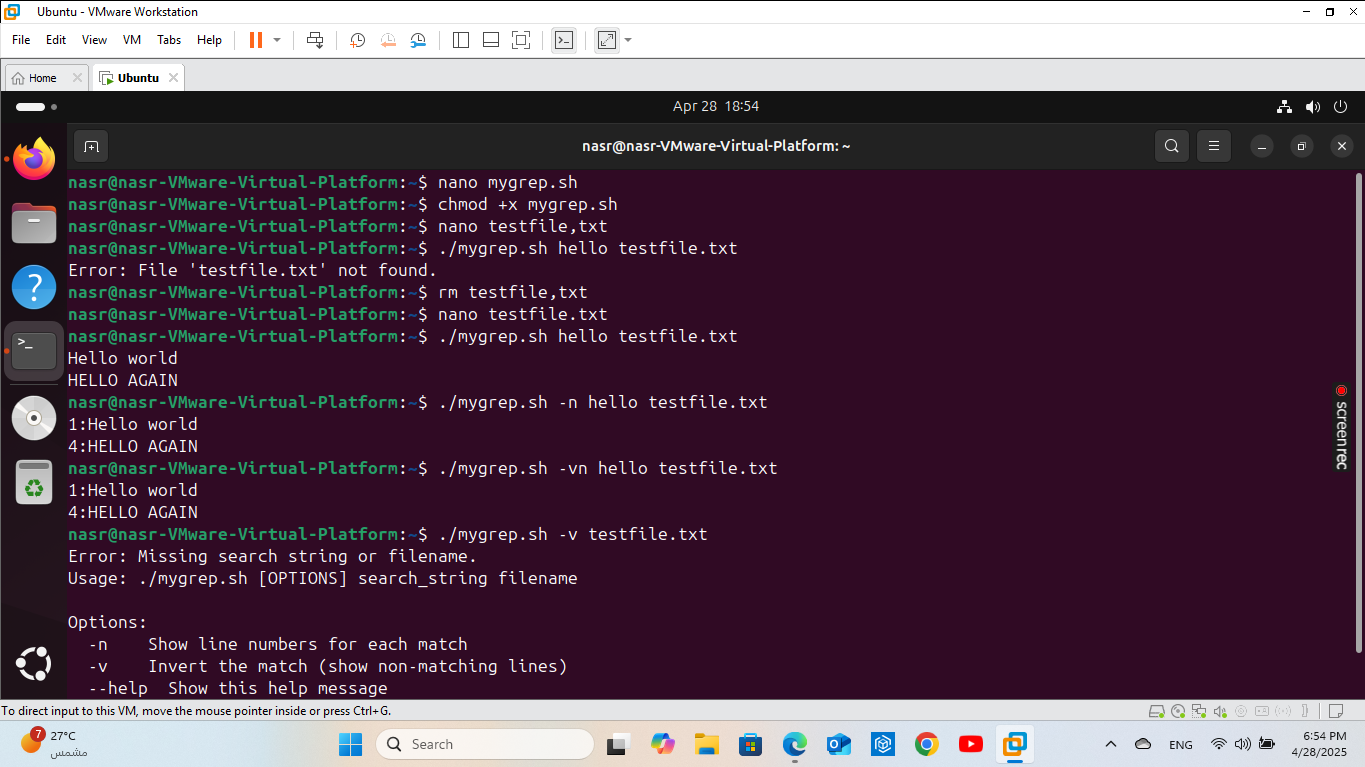 Ubuntu - VMware Workstation
File Edit View VM Tabs Help
Home
Ubuntu
Apr 28 18:54
nasr@nasr-VMware-Virtual-Platform: ~
nasr@nasr-VMware-Virtual-Platform:~$ nano mygrep.sh
nasr@nasr-VMware-Virtual-Platform:~$ chmod +x mygrep.sh
nasr@nasr-VMware-Virtual-Platform:~$ nano testfile,txt
nasr@nasr-VMware-Virtual-Platform:~$ ./mygrep.sh hello testfile.txt
Error: File 'testfile.txt' not found.
nasr@nasr-VMware-Virtual-Platform:~$ rm testfile,txt
nasr@nasr-VMware-Virtual-Platform:~$ nano testfile.txt
nasr@nasr-VMware-Virtual-Platform:~$ ./mygrep.sh hello testfile.txt
Hello world
HELLO AGAIN
nasr@nasr-VMware-Virtual-Platform:~$ ./mygrep.sh -n hello testfile.txt
1:Hello world
4:HELLO AGAIN
nasr@nasr-VMware-Virtual-Platform:~$ ./mygrep.sh -vn hello testfile.txt
1:Hello world
4:HELLO AGAIN
nasr@nasr-VMware-Virtual-Platform:~$ ./mygrep.sh -v testfile.txt
Error: Missing search string or filename.
Usage: ./mygrep.sh [OPTIONS] search_string filename
Options:
-n Show line numbers for each match
-v Invert the match (show non-matching lines)
--help Show this help message
screenrec
To direct input to this VM, move the mouse pointer inside or press Ctrl+G.
7
27°C
مشمس
Search
ENG
6:54 PM
4/28/2025